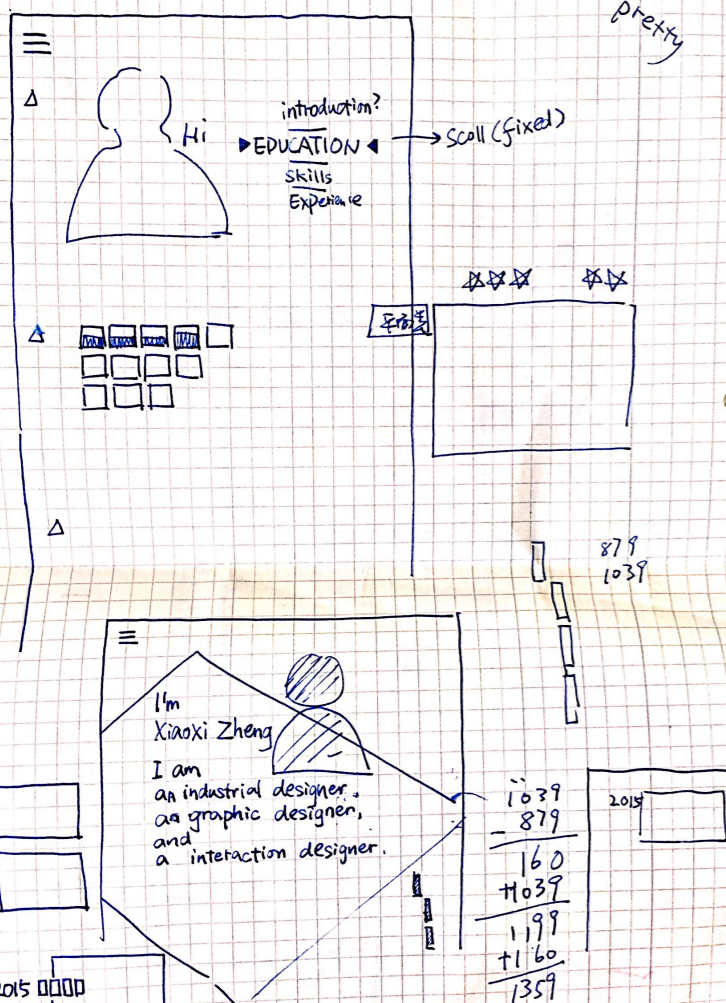 pretty
introduction?
Hi
EDUCATION
scoll (fixed)
Skills
Experience
879
1039
I'm
Xiaoxi Zheng
I am
an industrial designer,
a graphic designer,
and
a interaction designer.
1039
- 879
160
+1039
1199
+160
1359
2015
2015